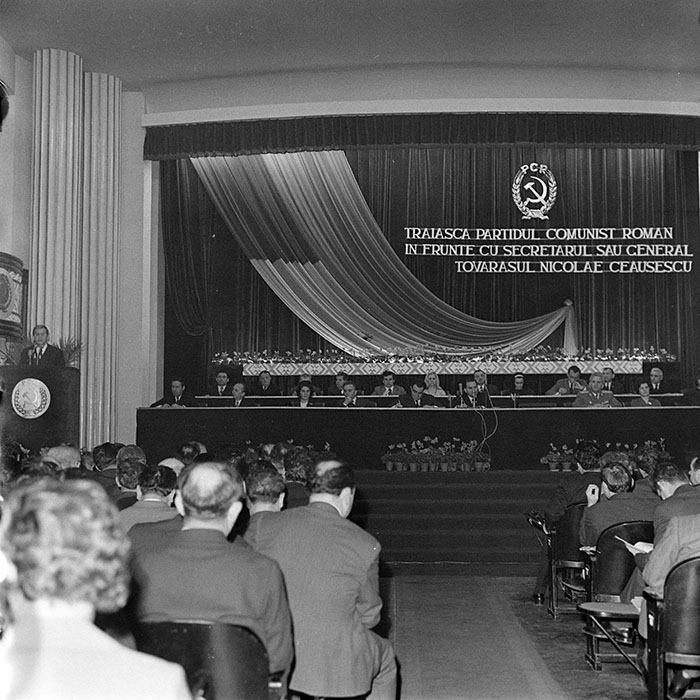 PCR
TRAIASCA PARTIDUL COMUNIST ROMAN
IN FRUNTE CU SECRETARUL SAU GENERAL
TOVARASUL NICOLAE CEAUSESCU